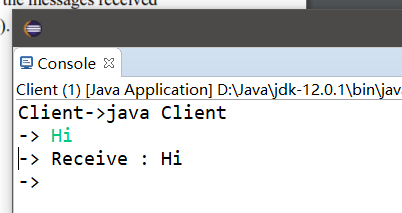 the messages received
).
Console
Client (1) [Java Application] D:\Java\jdk-12.0.1\bin\jav
Client->java Client
-> Hi
-> Receive : Hi
->